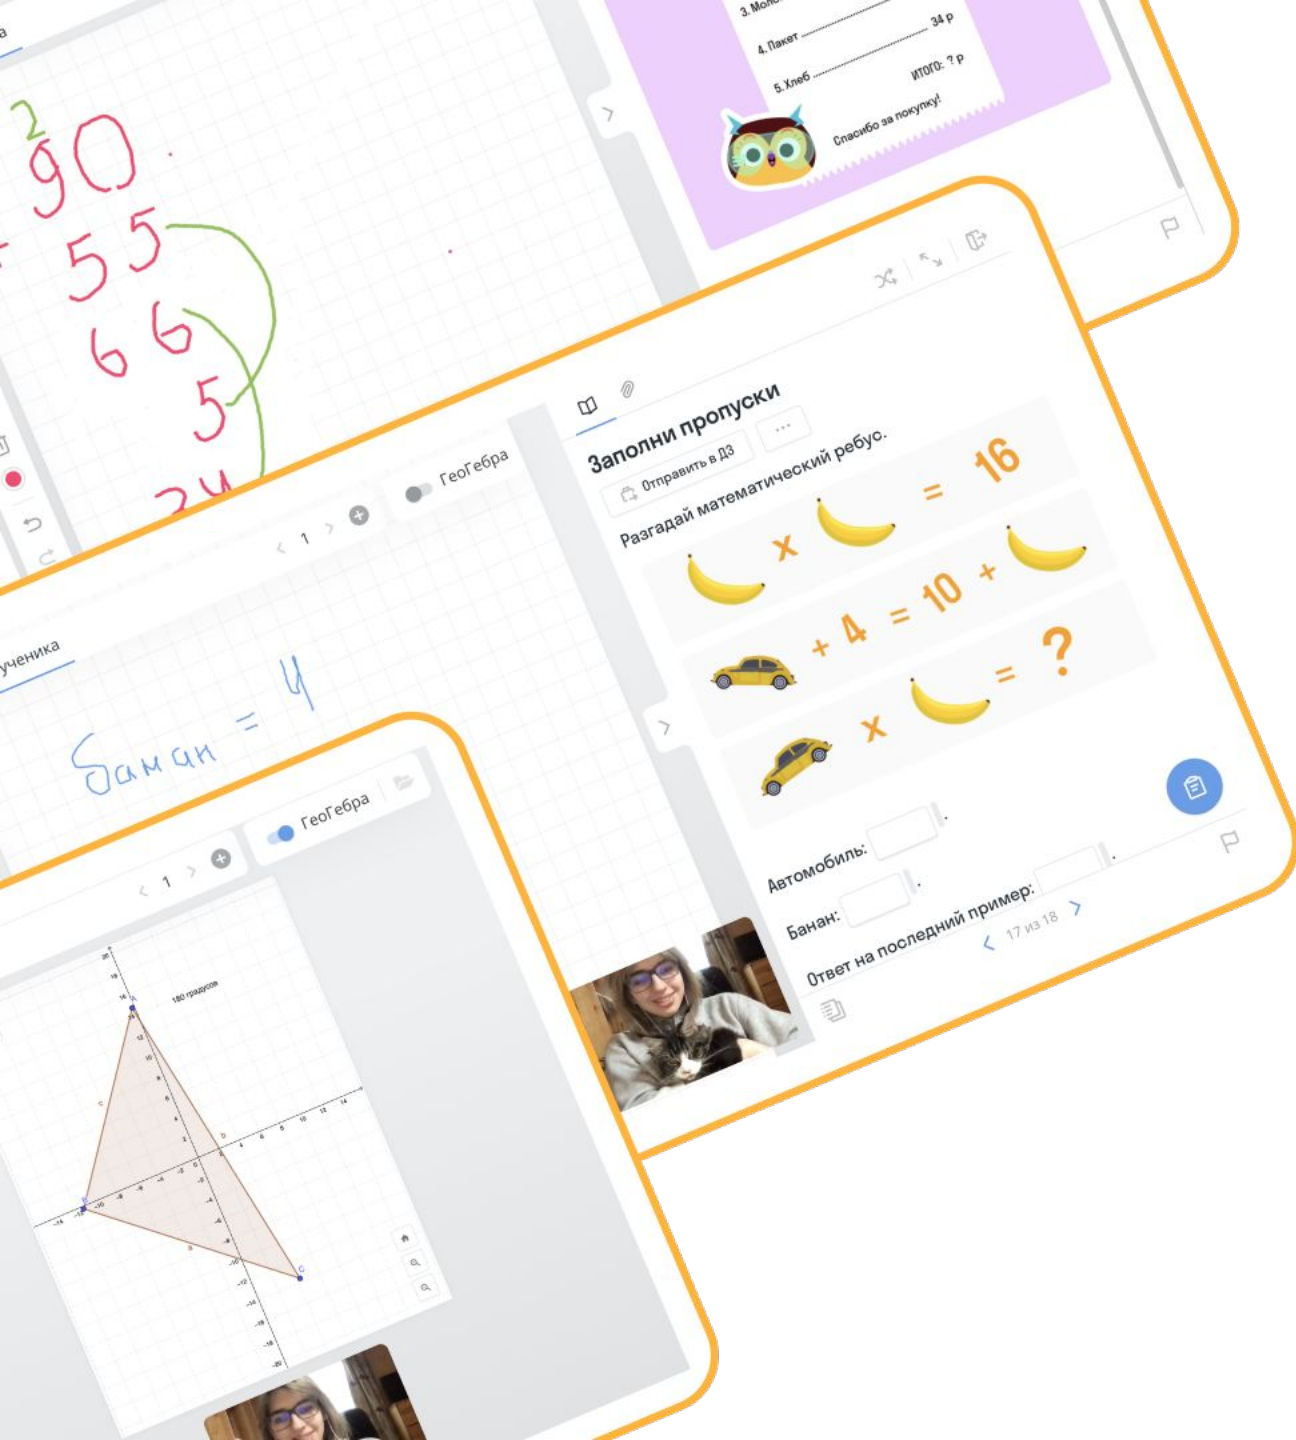 2
90
55
66
5
24
4. Пакет 34 р
5. Хлеб
ИТОГО: ? р
Спасибо за покупку!
1
ГеоГебра
ученика
банан = 4
Заполни пропуски
Отправить в ДЗ
...
Разгадай математический ребус.
x = 16
+ 4 = 10 +
x = ?
Автомобиль: .
Банан: .
Ответ на последний пример: .
17 из 18
1
ГеоГебра
180 градусов
A
B
C
c
b
a